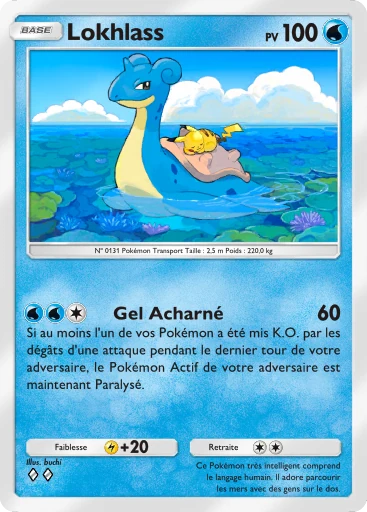 BASE Lokhlass PV 100
N° 0131 Pokémon Transport Taille : 2,5 m Poids : 220,0 kg
Gel Acharné 60
Si au moins l'un de vos Pokémon a été mis K.O. par les
dégâts d'une attaque pendant le dernier tour de votre
adversaire, le Pokémon Actif de votre adversaire est
maintenant Paralysé.
Faiblesse +20 Retraite
Illus. buchi
Ce Pokémon très intelligent comprend
le langage humain. Il adore parcourir
les mers avec des gens sur le dos.